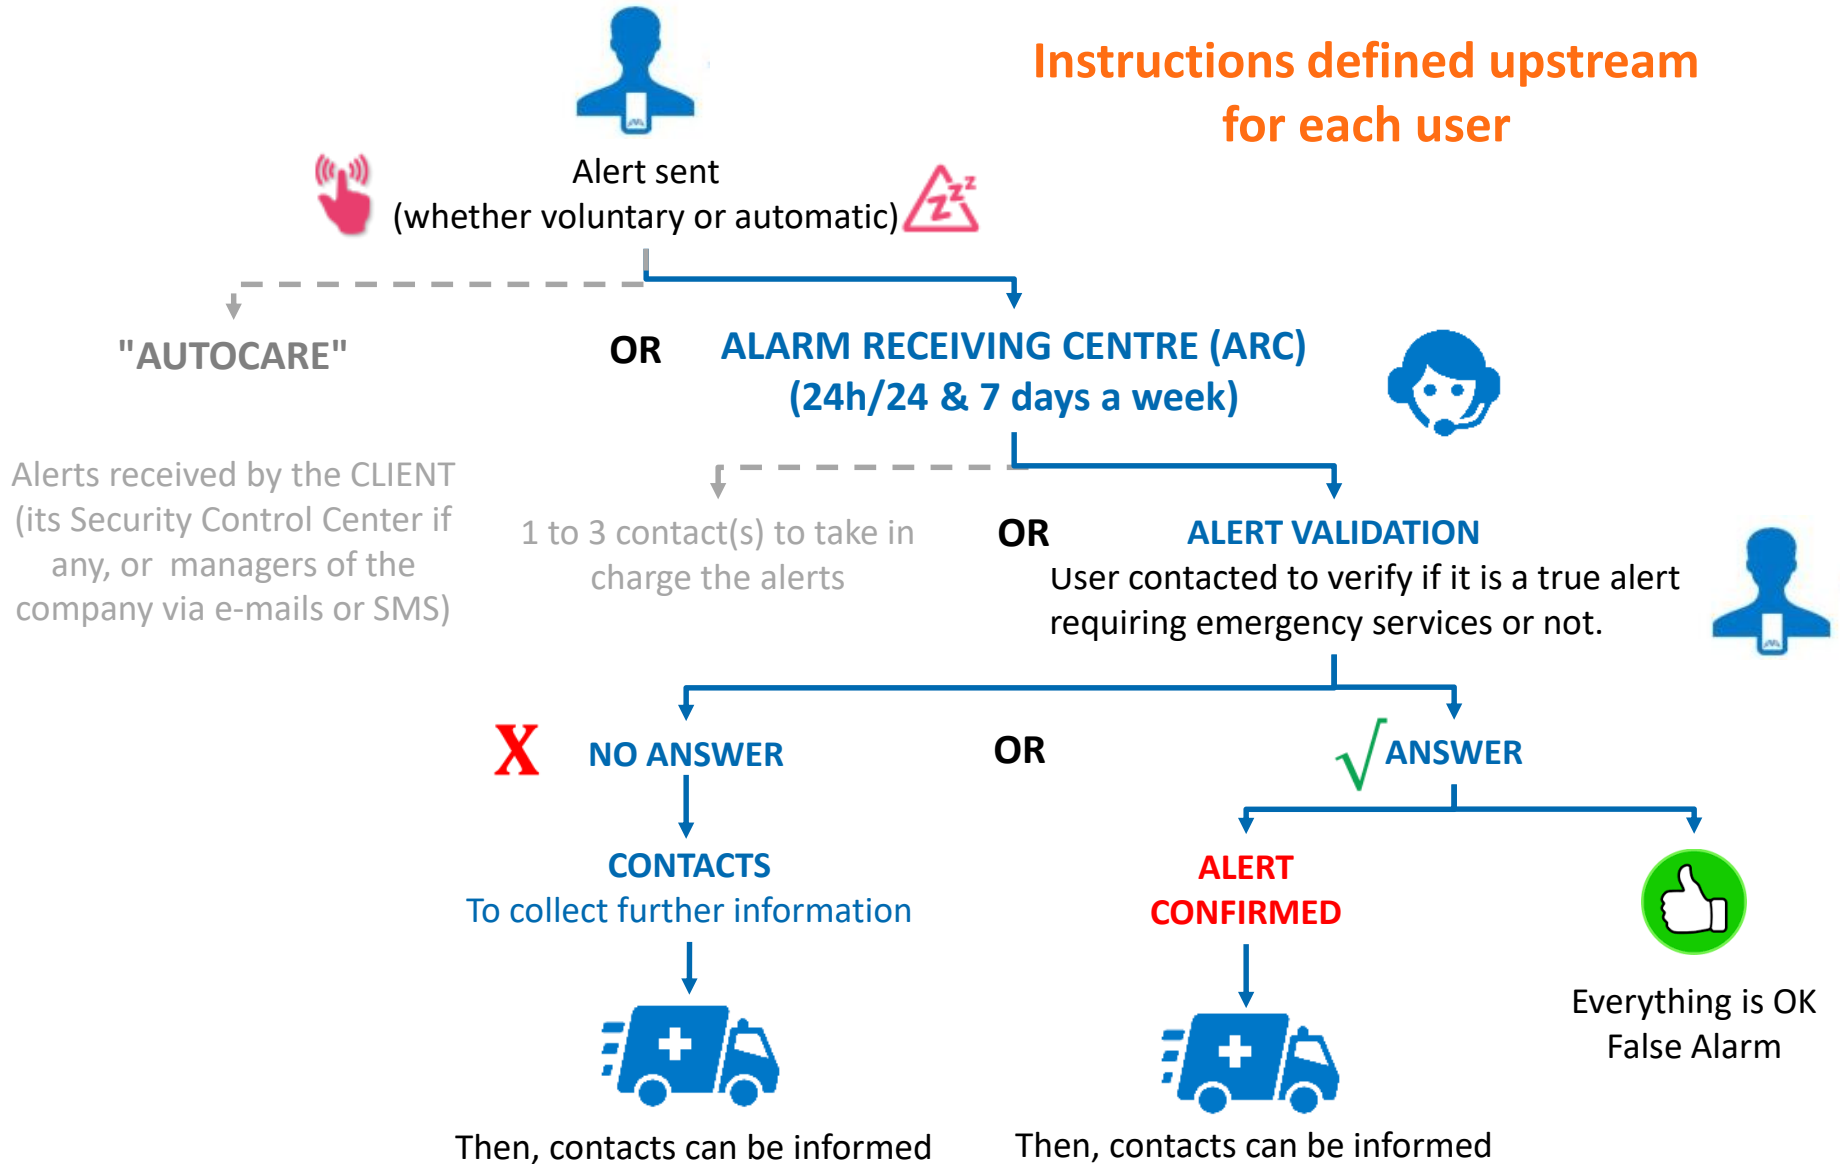 Instructions defined upstream
for each user
Alert sent
(whether voluntary or automatic)
zzz
"AUTOCARE"
OR
ALARM RECEIVING CENTRE (ARC)
(24h/24 & 7 days a week)
Alerts received by the CLIENT
(its Security Control Center if
any, or managers of the
company via e-mails or SMS)
1 to 3 contact(s) to take in
charge the alerts
OR
ALERT VALIDATION
User contacted to verify if it is a true alert
requiring emergency services or not.
X
NO ANSWER
OR
√ ANSWER
CONTACTS
To collect further information
ALERT
CONFIRMED
Everything is OK
False Alarm
Then, contacts can be informed
Then, contacts can be informed